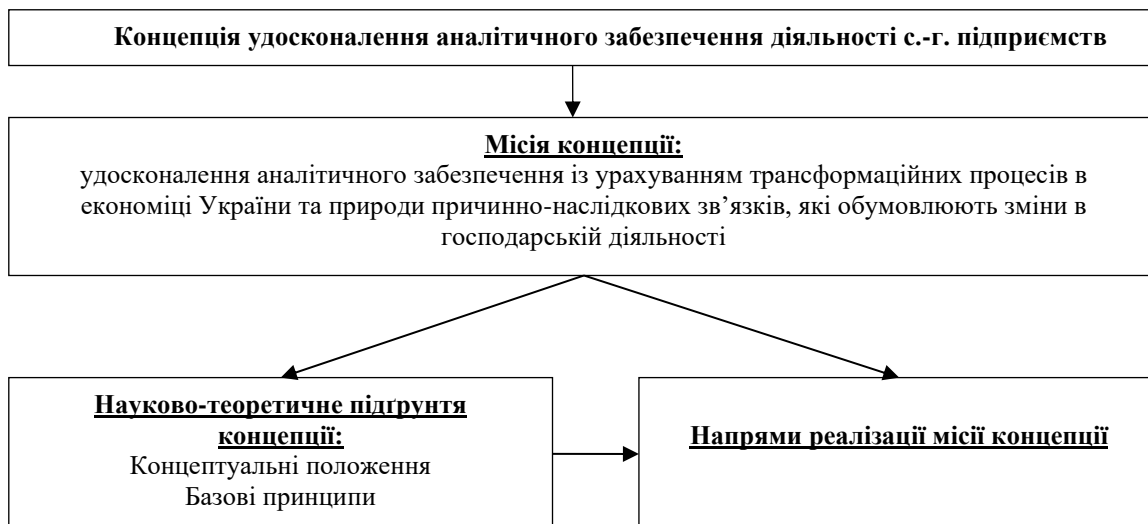 Концепція удосконалення аналітичного забезпечення діяльності с.-г. підприємств
Місія концепції:
удосконалення аналітичного забезпечення із урахуванням трансформаційних процесів в
економіці України та природи причинно-наслідкових зв’язків, які обумовлюють зміни в
господарській діяльності
Науково-теоретичне підґрунтя
концепції:
Концептуальні положення
Базові принципи
Напрями реалізації місії концепції